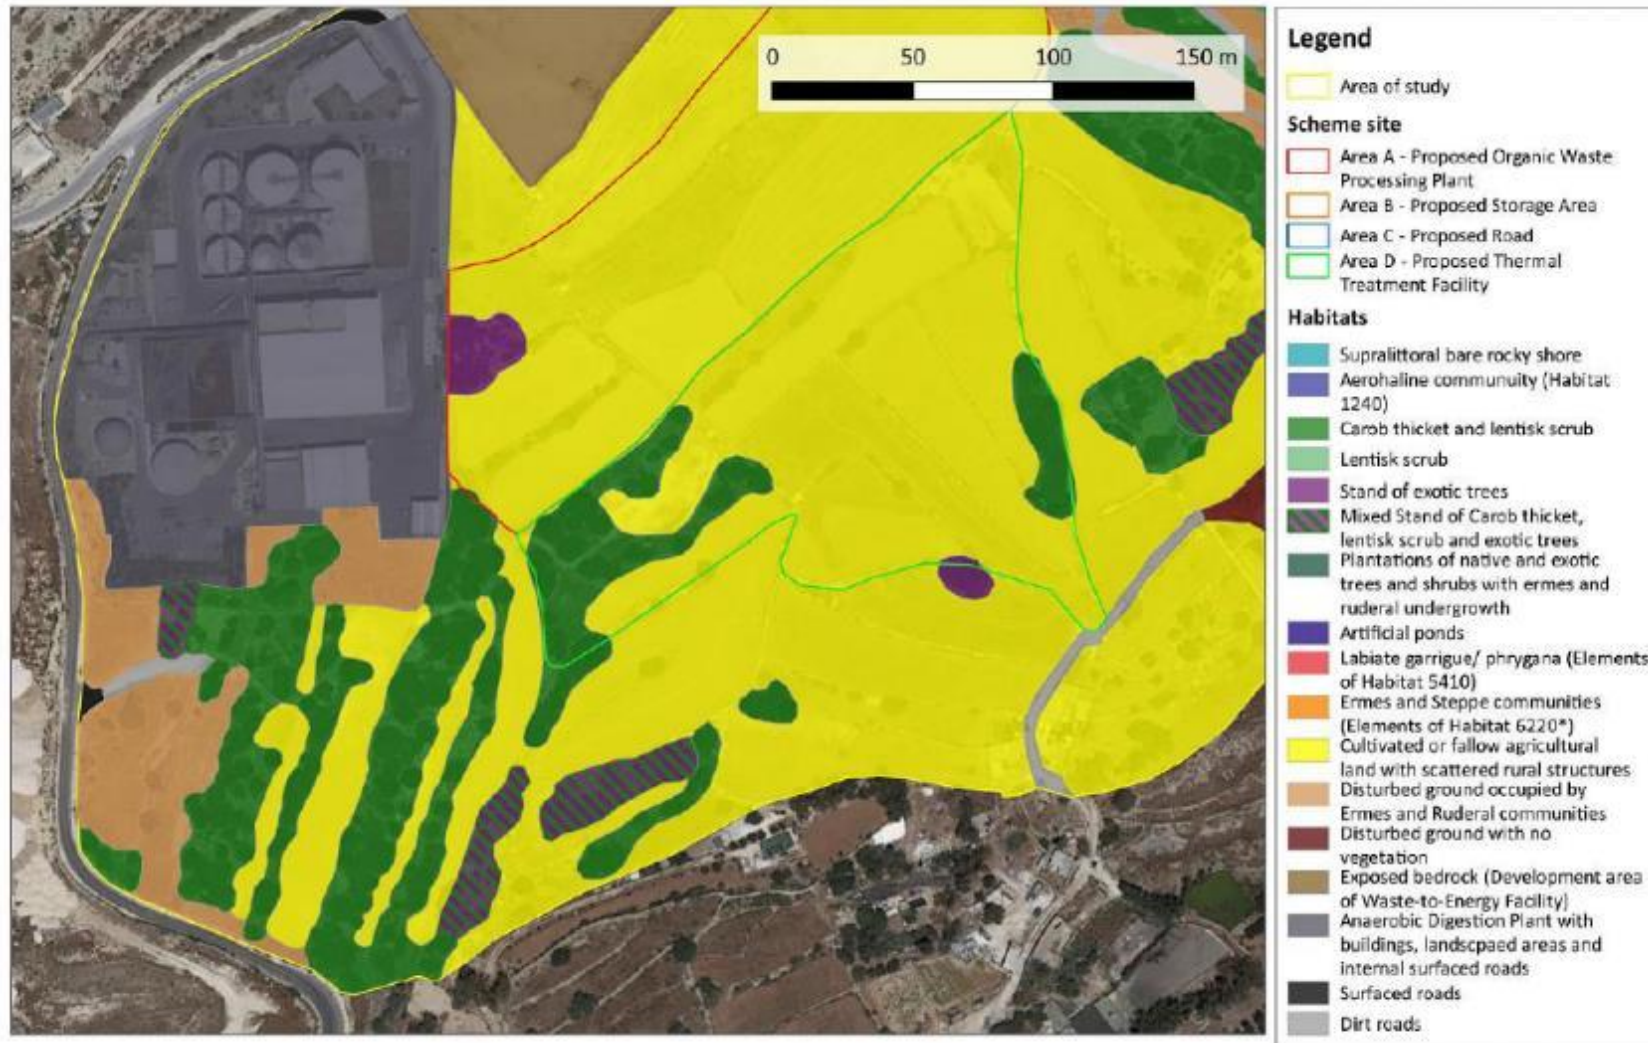 0 50 100 150 m
Legend
Area of study
Scheme site
Area A - Proposed Organic Waste
Processing Plant
Area B - Proposed Storage Area
Area C - Proposed Road
Area D - Proposed Thermal
Treatment Facility
Habitats
Supralittoral bare rocky shore
Aerohaline communuity (Habitat
1240)
Carob thicket and lentisk scrub
Lentisk scrub
Stand of exotic trees
Mixed Stand of Carob thicket,
lentisk scrub and exotic trees
Plantations of native and exotic
trees and shrubs with ermes and
ruderal undergrowth
Artificial ponds
Labiate garrigue/ phrygana (Elements
of Habitat 5410)
Ermes and Steppe communities
(Elements of Habitat 6220*)
Cultivated or fallow agricultural
land with scattered rural structures
Disturbed ground occupied by
Ermes and Ruderal communities
Disturbed ground with no
vegetation
Exposed bedrock (Development area
of Waste-to-Energy Facility)
Anaerobic Digestion Plant with
buildings, landscpaed areas and
internal surfaced roads
Surfaced roads
Dirt roads